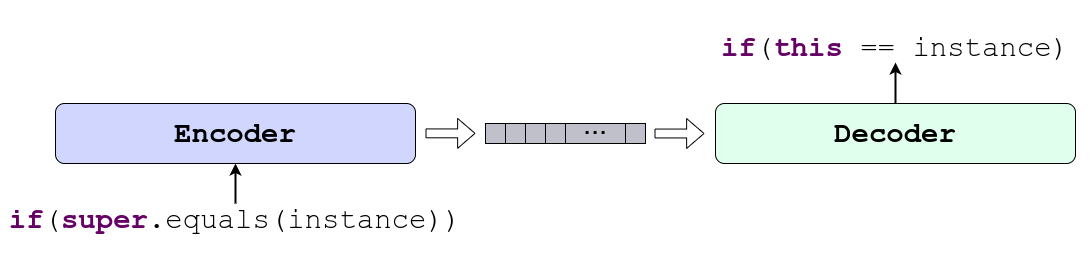 if(this == instance)
Encoder
...
Decoder
if(super.equals(instance))